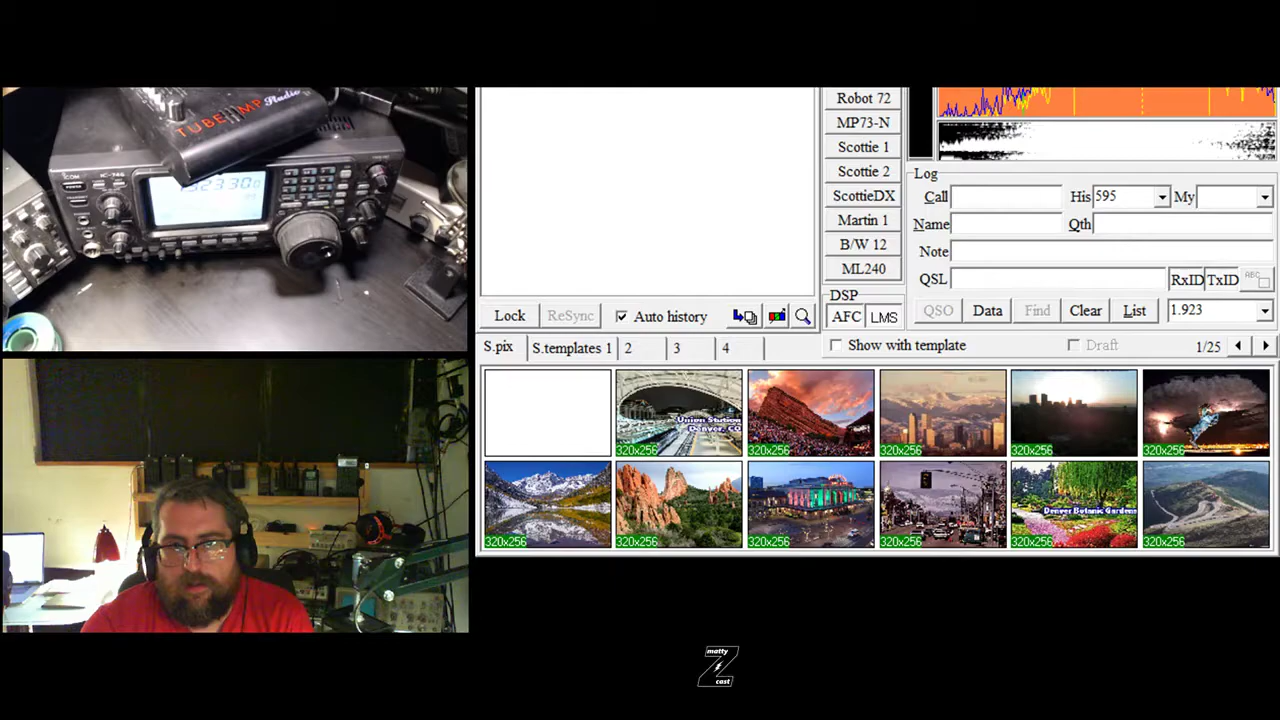 TUBE MP Studio
ICOM
IC-746
Robot 72
MP73-N
Scottie 1
Scottie 2
ScottieDX
Martin 1
B/W 12
ML240
DSP
AFC LMS
Log
Call His 595 My
Name Qth
Note
QSL RxID TxID ABC
QSO Data Find Clear List 1.923
Lock ReSync Auto history
S.pix S.templates 1 2 3 4
Show with template Draft 1/25
Union Station
Denver, CO
320x256 320x256 320x256 320x256 320x256
Denver Botanic Gardens
320x256 320x256 320x256 320x256 320x256 320x256
matty
Z
cast